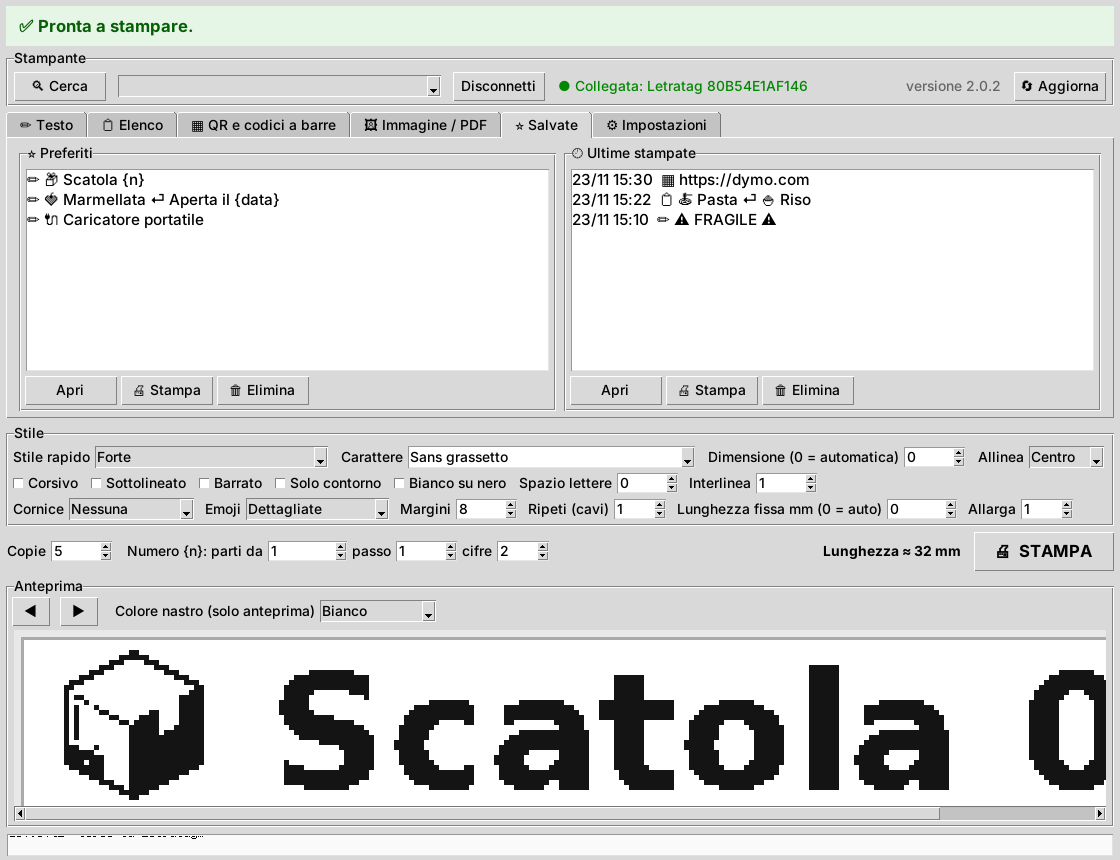 ✅ Pronta a stampare.
Stampante
🔍 Cerca
Disconnetti
● Collegata: Letratag 80B54E1AF146
versione 2.0.2
🔄 Aggiorna
✏ Testo
📋 Elenco
▦ QR e codici a barre
🖼 Immagine / PDF
⭐ Salvate
⚙ Impostazioni
⭐ Preferiti
✏ 📦 Scatola {n}
✏ 🍓 Marmellata ⏎ Aperta il {data}
✏ 🔌 Caricatore portatile
Apri
🖨 Stampa
🗑 Elimina
🕘 Ultime stampate
23/11 15:30 ▦ https://dymo.com
23/11 15:22 📋 🍝 Pasta ⏎ 🍚 Riso
23/11 15:10 ✏ ⚠ FRAGILE ⚠
Apri
🖨 Stampa
🗑 Elimina
Stile
Stile rapido Forte Carattere Sans grassetto Dimensione (0 = automatica) 0 Allinea Centro
Corsivo Sottolineato Barrato Solo contorno Bianco su nero Spazio lettere 0 Interlinea 1
Cornice Nessuna Emoji Dettagliate Margini 8 Ripeti (cavi) 1 Lunghezza fissa mm (0 = auto) 0 Allarga 1
Copie 5 Numero {n}: parti da 1 passo 1 cifre 2
Lunghezza ≈ 32 mm
🖨 STAMPA
Anteprima
◀ ▶ Colore nastro (solo anteprima) Bianco
Scatola 0